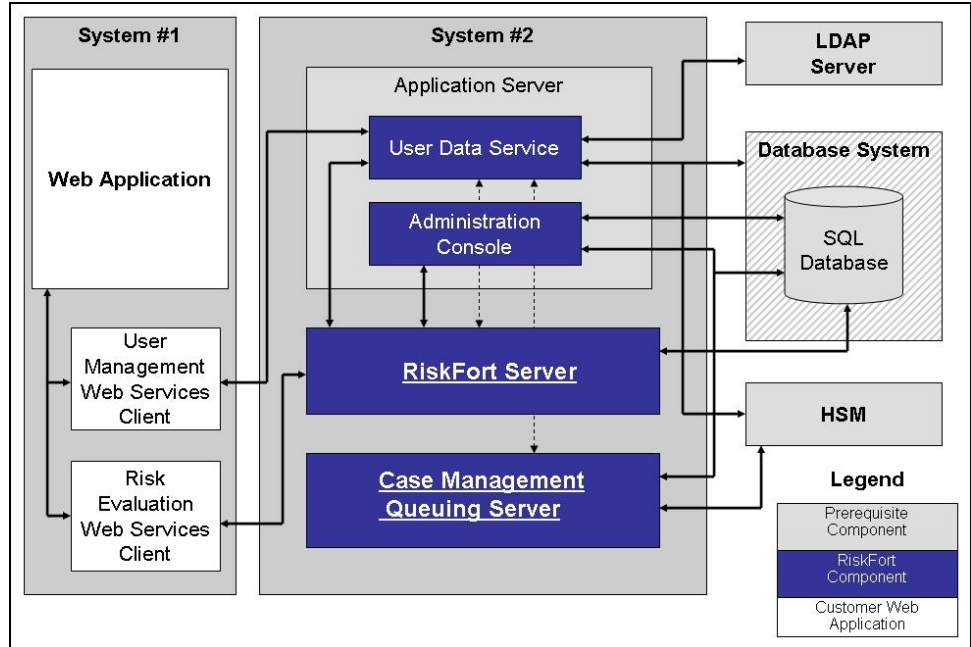 System #1
Web Application
User
Management
Web Services
Client
Risk
Evaluation
Web Services
Client
System #2
Application Server
User Data Service
Administration
Console
RiskFort Server
Case Management
Queuing Server
LDAP
Server
Database System
SQL
Database
HSM
Legend
Prerequisite
Component
RiskFort
Component
Customer Web
Application